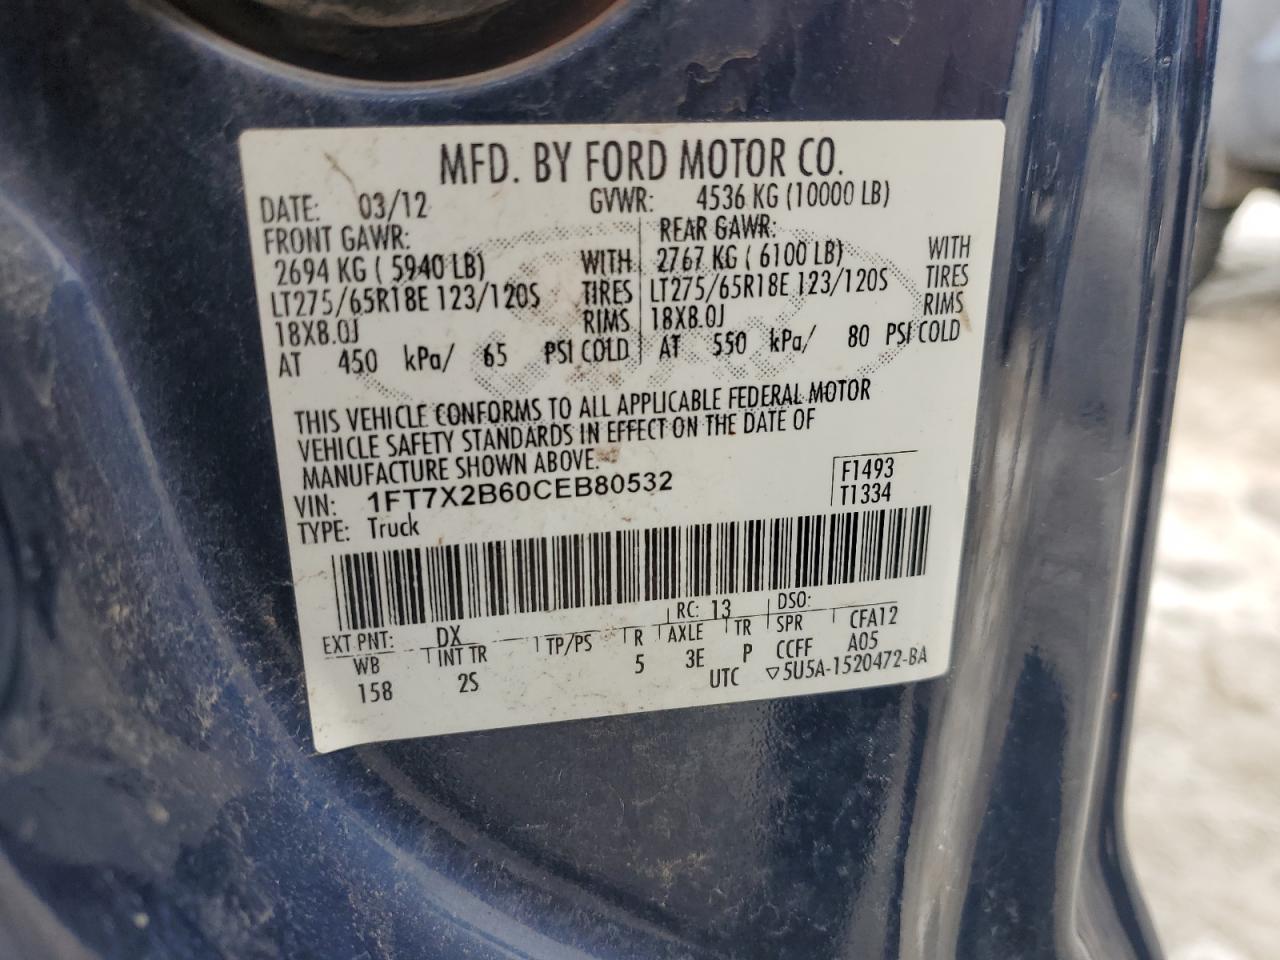 MFD. BY FORD MOTOR CO.
DATE: 03/12 GVWR: 4536 KG (10000 LB)
FRONT GAWR: REAR GAWR:
2694 KG ( 5940 LB) WITH 2767 KG ( 6100 LB) WITH
LT275/65R18E 123/120S TIRES LT275/65R18E 123/120S TIRES
18X8.0J RIMS 18X8.0J RIMS
AT 450 kPa/ 65 PSI COLD AT 550 kPa/ 80 PSI COLD
THIS VEHICLE CONFORMS TO ALL APPLICABLE FEDERAL MOTOR
VEHICLE SAFETY STANDARDS IN EFFECT ON THE DATE OF
MANUFACTURE SHOWN ABOVE.
VIN: 1FT7X2B60CEB80532 F1493
TYPE: Truck T1334
EXT PNT: DX RC: 13 DSO:
WB INT TR TP/PS R AXLE TR SPR CFA12
158 2S 5 3E P CCFF A05
UTC ▽5U5A-1520472-BA